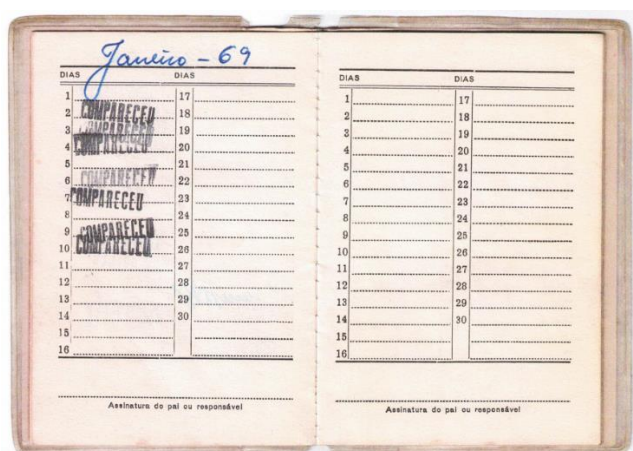 Janeiro - 69
DIAS DIAS
1 17
2 COMPARECEU 18
3 COMPARECEU 19
4 COMPARECEU 20
5 21
6 COMPARECEU 22
7 COMPARECEU 23
8 24
9 COMPARECEU 25
10 COMPARECEU 26
11 27
12 28
13 29
14 30
15
16
Assinatura do pai ou responsável
DIAS DIAS
1 17
2 18
3 19
4 20
5 21
6 22
7 23
8 24
9 25
10 26
11 27
12 28
13 29
14 30
15
16
Assinatura do pai ou responsável